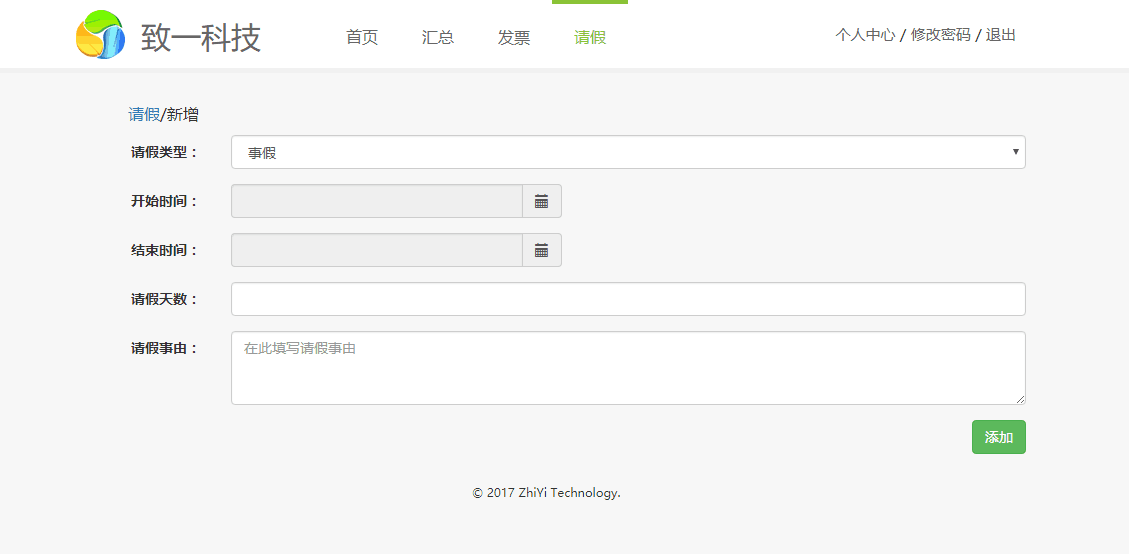 致一科技
首页 汇总 发票 请假
个人中心 / 修改密码 / 退出
请假/新增
请假类型： 事假
开始时间：
结束时间：
请假天数：
请假事由： 在此填写请假事由
添加
© 2017 ZhiYi Technology.